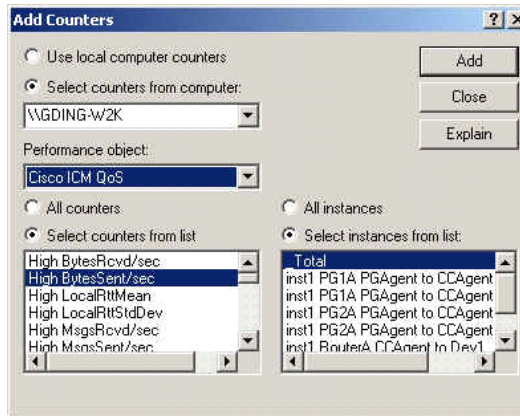 Add Counters
Use local computer counters
Select counters from computer:
\\GDING-W2K
Performance object:
Cisco ICM QoS
All counters
Select counters from list
High BytesRcvd/sec
High BytesSent/sec
High LocalRttMean
High LocalRttStdDev
High MsgsRcvd/sec
High MsgsSent/sec
All instances
Select instances from list:
_Total
inst1 PG1A PGAgent to CCAgent
inst1 PG1A PGAgent to CCAgent
inst1 PG2A PGAgent to CCAgent
inst1 PG2A PGAgent to CCAgent
inst1 RouterA CCAgent to Dev1
Add
Close
Explain